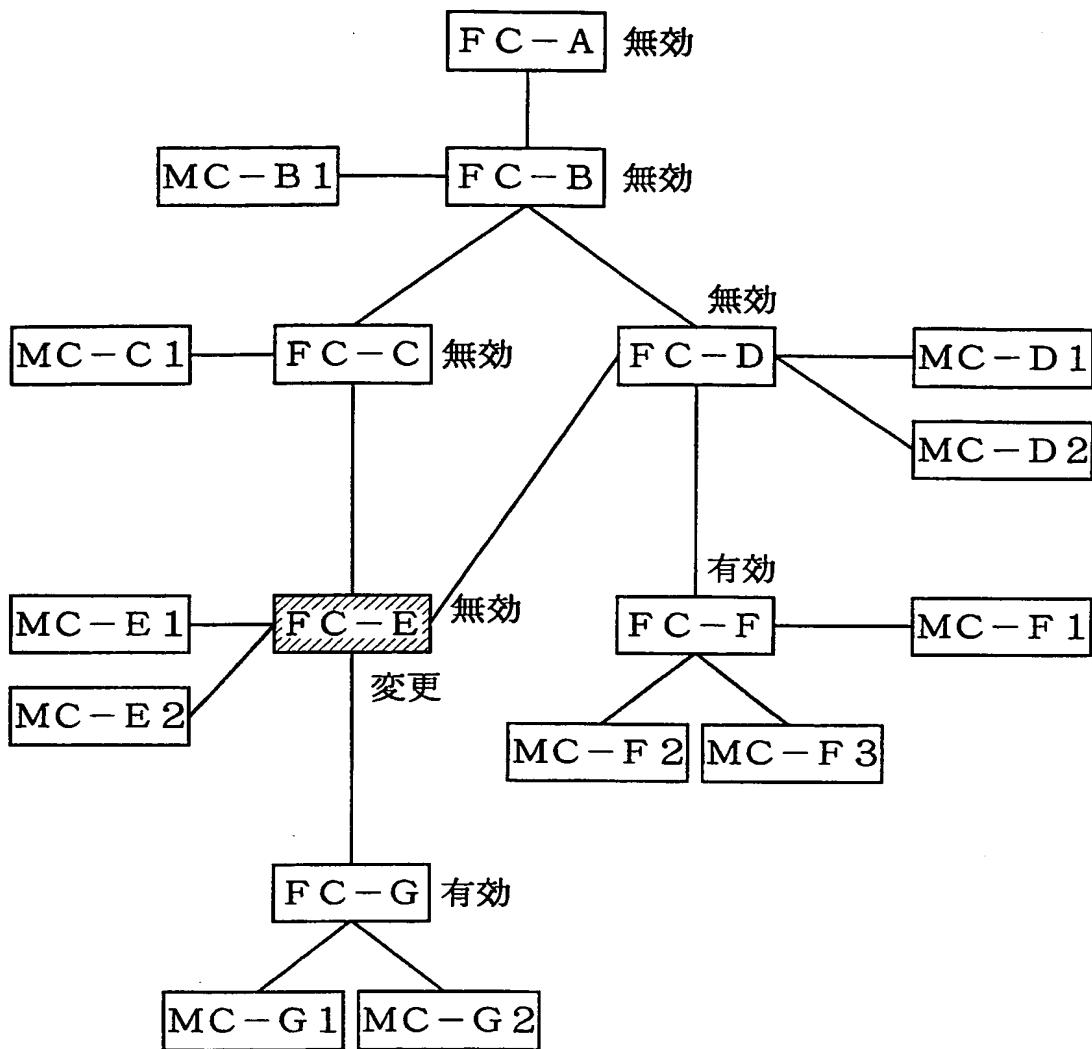 FC－A 無効
MC－B1 FC－B 無効
無効
MC－C1 FC－C 無効 FC－D MC－D1
MC－D2
有効
MC－E1 FC－E 無効 FC－F MC－F1
変更
MC－E2
MC－F2 MC－F3
FC－G 有効
MC－G1 MC－G2